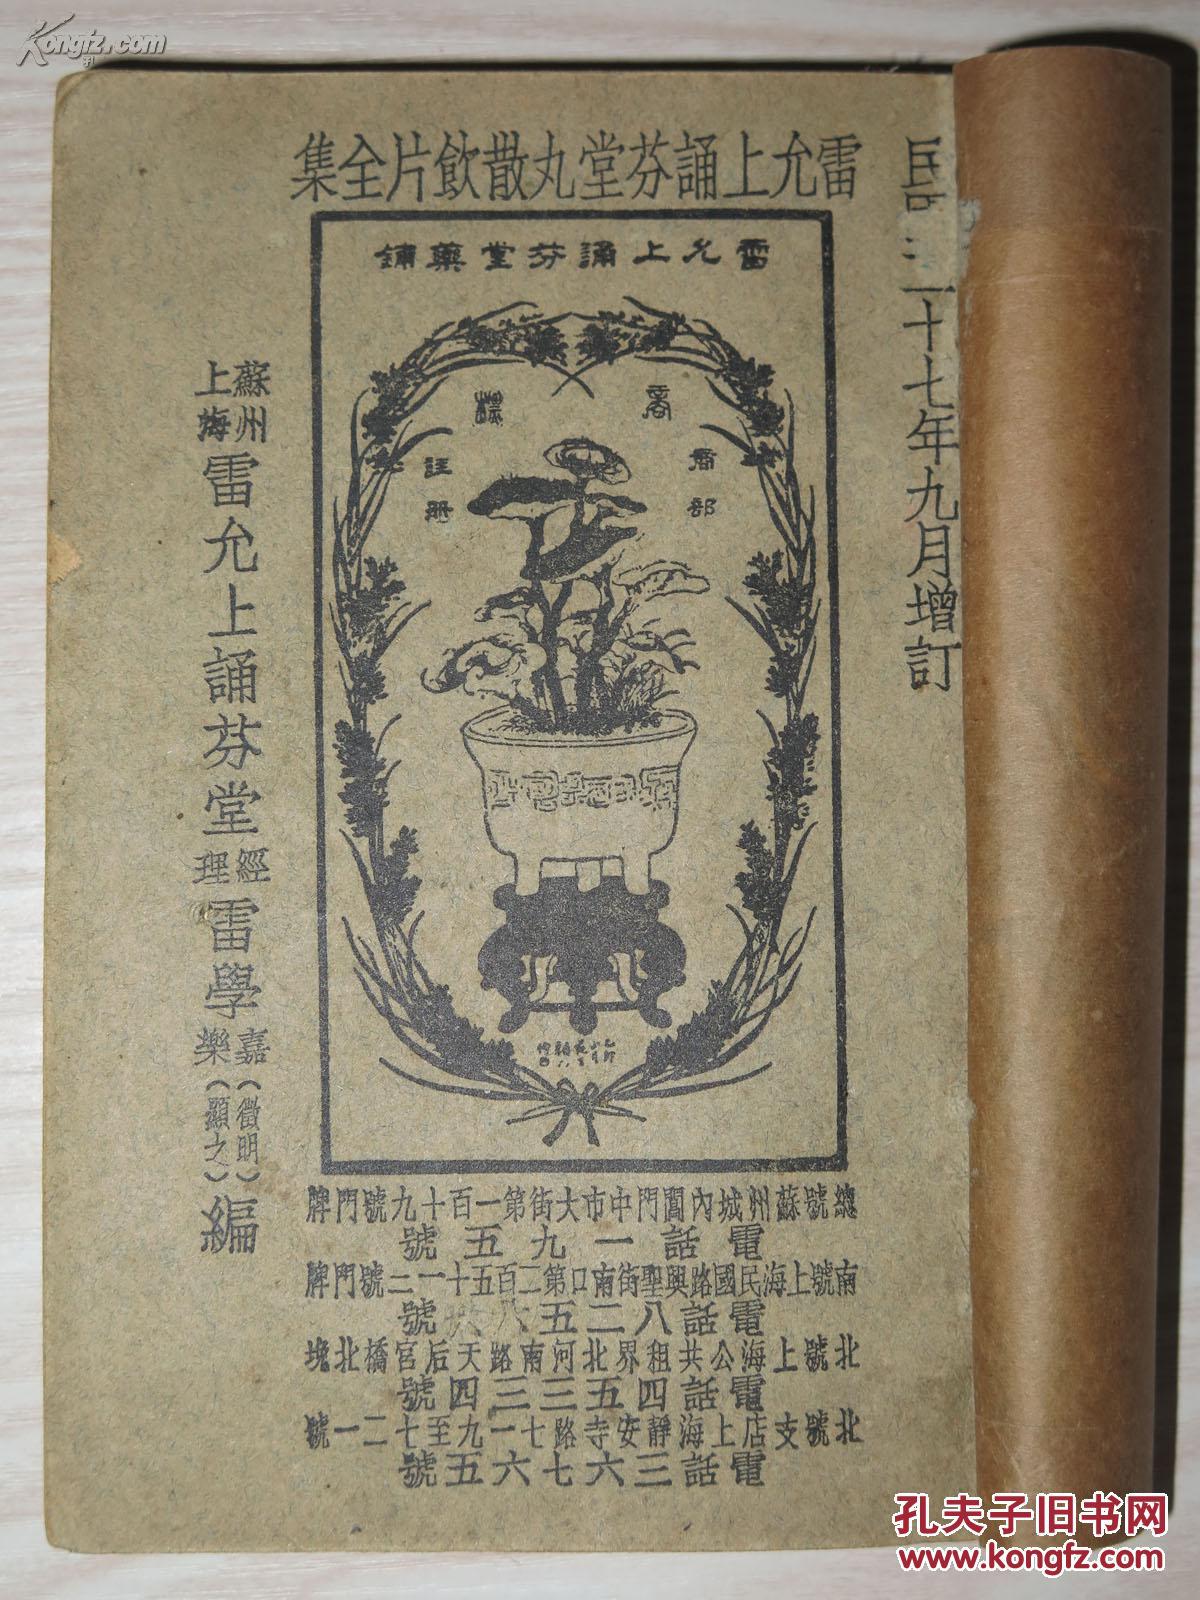 Kongfz.com
雷允上誦芬堂丸散飲片全集
二十七年九月增訂
雷允上誦芬堂藥鋪
商標
商部
註冊
蘇州
上海
雷允上誦芬堂
經理
雷學
嘉(徵明)
樂(顯之)
編
總號蘇州城內閶門中市大街第一百十九號門牌
電話一九五號
南號上海民國路興聖街南口第二百五十一二號門牌
電話八二五八號
北號上海公共租界北河南路天后宮橋北塊
電話四五三三四號
北號支店上海靜安寺路七一九至七二一號
電話三六七六五號
孔夫子旧书网
www.kongfz.com